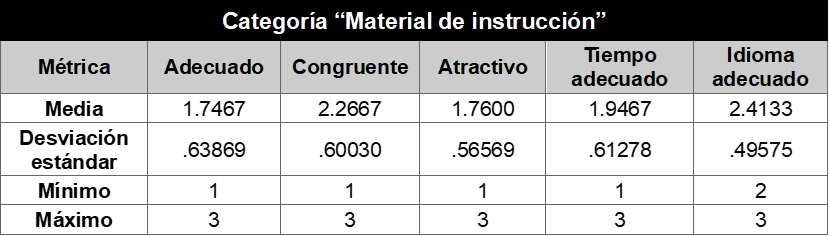 Categoría “Material de instrucción”
Métrica Adecuado Congruente Atractivo Tiempo adecuado Idioma adecuado
Media 1.7467 2.2667 1.7600 1.9467 2.4133
Desviación estándar .63869 .60030 .56569 .61278 .49575
Mínimo 1 1 1 1 2
Máximo 3 3 3 3 3